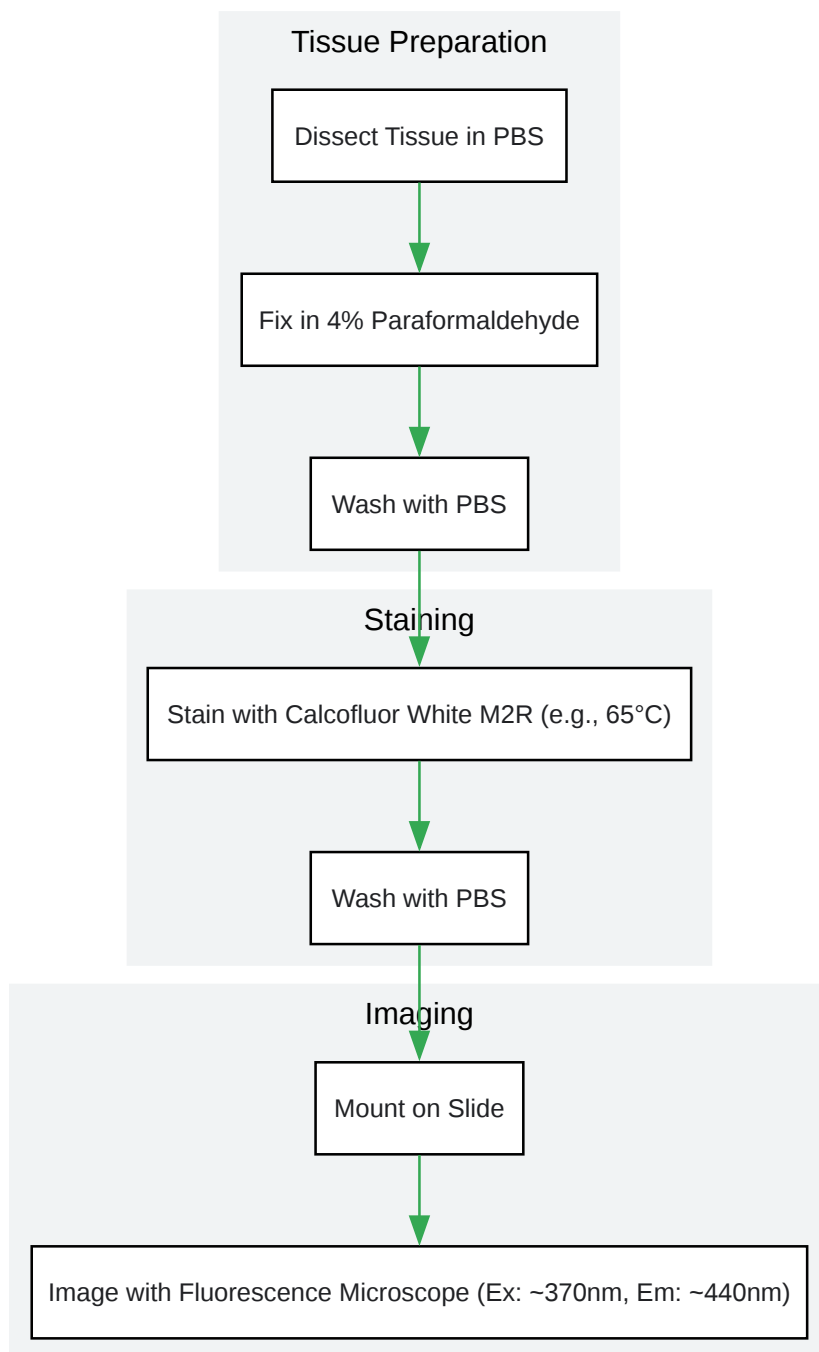 Tissue Preparation
Dissect Tissue in PBS
Fix in 4% Paraformaldehyde
Wash with PBS
Staining
Stain with Calcofluor White M2R (e.g., 65°C)
Wash with PBS
Imaging
Mount on Slide
Image with Fluorescence Microscope (Ex: ~370nm, Em: ~440nm)